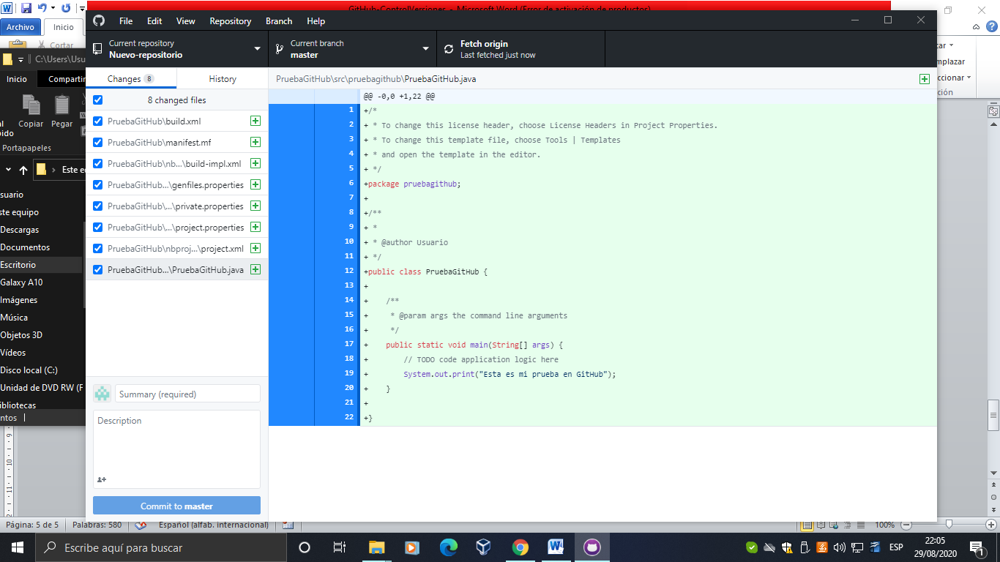 GitHub-ControlVersiones - Microsoft Word (Error de activación de productos)
Archivo
Inicio
Cortar
C:\Users\Usu
Inicio
Compartir
Copiar
Pegar
Portapapeles
Este eq
suario
ste equipo
Descargas
Documentos
Escritorio
Galaxy A10
Imágenes
Música
Objetos 3D
Vídeos
Disco local (C:)
Unidad de DVD RW (F
ibliotecas
ntos
File Edit View Repository Branch Help
Current repository
Nuevo-repositorio
Current branch
master
Fetch origin
Last fetched just now
Changes 8
History
8 changed files
PruebaGitHub\build.xml
PruebaGitHub\manifest.mf
PruebaGitHub\nb...\build-impl.xml
PruebaGitHub\...\genfiles.properties
PruebaGitHub\...\private.properties
PruebaGitHub\...\project.properties
PruebaGitHub\nbproj...\project.xml
PruebaGitHub...\PruebaGitHub.java
Summary (required)
Description
Commit to master
PruebaGitHub\src\pruebagithub\PruebaGitHub.java
@@ -0,0 +1,22 @@
1 +/*
2 + * To change this license header, choose License Headers in Project Properties.
3 + * To change this template file, choose Tools | Templates
4 + * and open the template in the editor.
5 + */
6 +package pruebagithub;
7 +
8 +/**
9 + *
10 + * @author Usuario
11 + */
12 +public class PruebaGitHub {
13 +
14 +    /**
15 +     * @param args the command line arguments
16 +     */
17 +    public static void main(String[] args) {
18 +        // TODO code application logic here
19 +        System.out.print("Esta es mi prueba en GitHub");
20 +    }
21 +
22 +}
car
mplazar
ccionar
ción
Página: 5 de 5
Palabras: 580
Español (alfab. internacional)
100%
Escribe aquí para buscar
ESP
22:05
29/08/2020
1